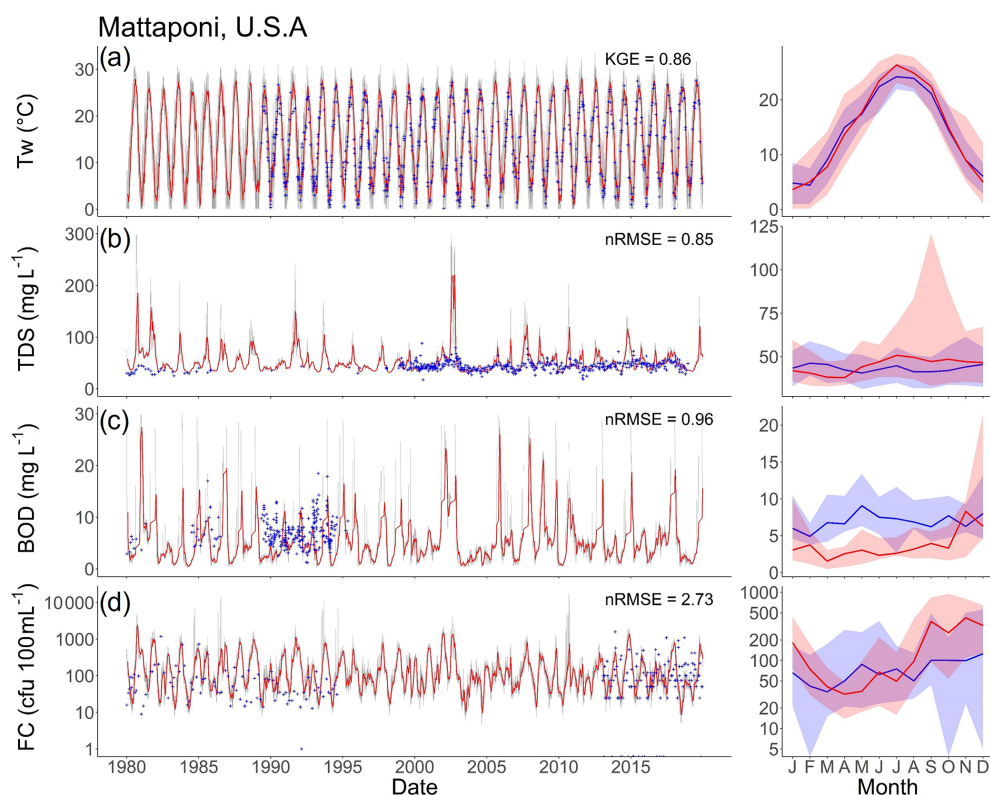 Mattaponi, U.S.A
(a)
KGE = 0.86
Tw (°C)
30
20
10
0
20
10
0
(b)
nRMSE = 0.85
TDS (mg L-1)
300
200
100
0
125
100
75
50
(c)
nRMSE = 0.96
BOD (mg L-1)
30
20
10
0
20
15
10
5
0
(d)
nRMSE = 2.73
FC (cfu 100mL-1)
10 000
1000
100
10
1
1000
500
200
100
50
20
10
5
1980 1985 1990 1995 2000 2005 2010 2015
J F M A M J J A S O N D
Date
Month